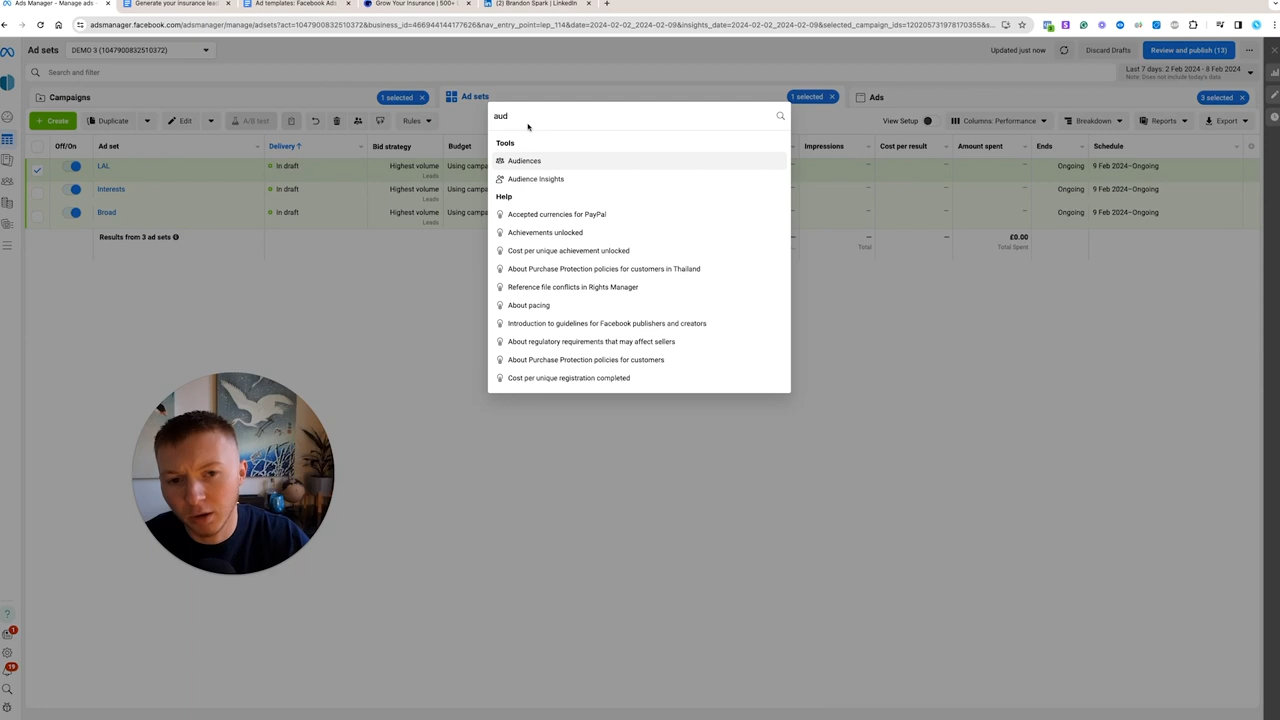 Ads Manager - Manage ads -
Generate your insurance lead
Ad templates: Facebook Ads
Grow Your Insurance | 500+ L
(2) Brandon Spark | LinkedIn
adsmanager.facebook.com/adsmanager/manage/adsets?act=1047900832510372&business_id=466944144177626&nav_entry_point=lep_114&date=2024-02-02_2024-02-09&insights_date=2024-02-02_2024-02-09&selected_campaign_ids=120205731978170355&s...
Ad sets
DEMO 3 (1047900832510372)
Updated just now
Discard Drafts
Review and publish (13)
Search and filter
Last 7 days: 2 Feb 2024 - 8 Feb 2024
Note: Does not include today's data
Campaigns
1 selected
Ad sets
1 selected
Ads
3 selected
+ Create
Duplicate
Edit
A/B test
Rules
View Setup
Columns: Performance
Breakdown
Reports
Export
Off/On
Ad set
Delivery ↑
Bid strategy
Budget
Impressions
Cost per result
Amount spent
Ends
Schedule
LAL
In draft
Highest volume
Leads
Using campa
Ongoing
9 Feb 2024–Ongoing
Interests
In draft
Highest volume
Leads
Using campa
Ongoing
9 Feb 2024–Ongoing
Broad
In draft
Highest volume
Leads
Using campa
Ongoing
9 Feb 2024–Ongoing
Results from 3 ad sets
Total
£0.00
Total Spent
aud
Tools
Audiences
Audience Insights
Help
Accepted currencies for PayPal
Achievements unlocked
Cost per unique achievement unlocked
About Purchase Protection policies for customers in Thailand
Reference file conflicts in Rights Manager
About pacing
Introduction to guidelines for Facebook publishers and creators
About regulatory requirements that may affect sellers
About Purchase Protection policies for customers
Cost per unique registration completed
1
19